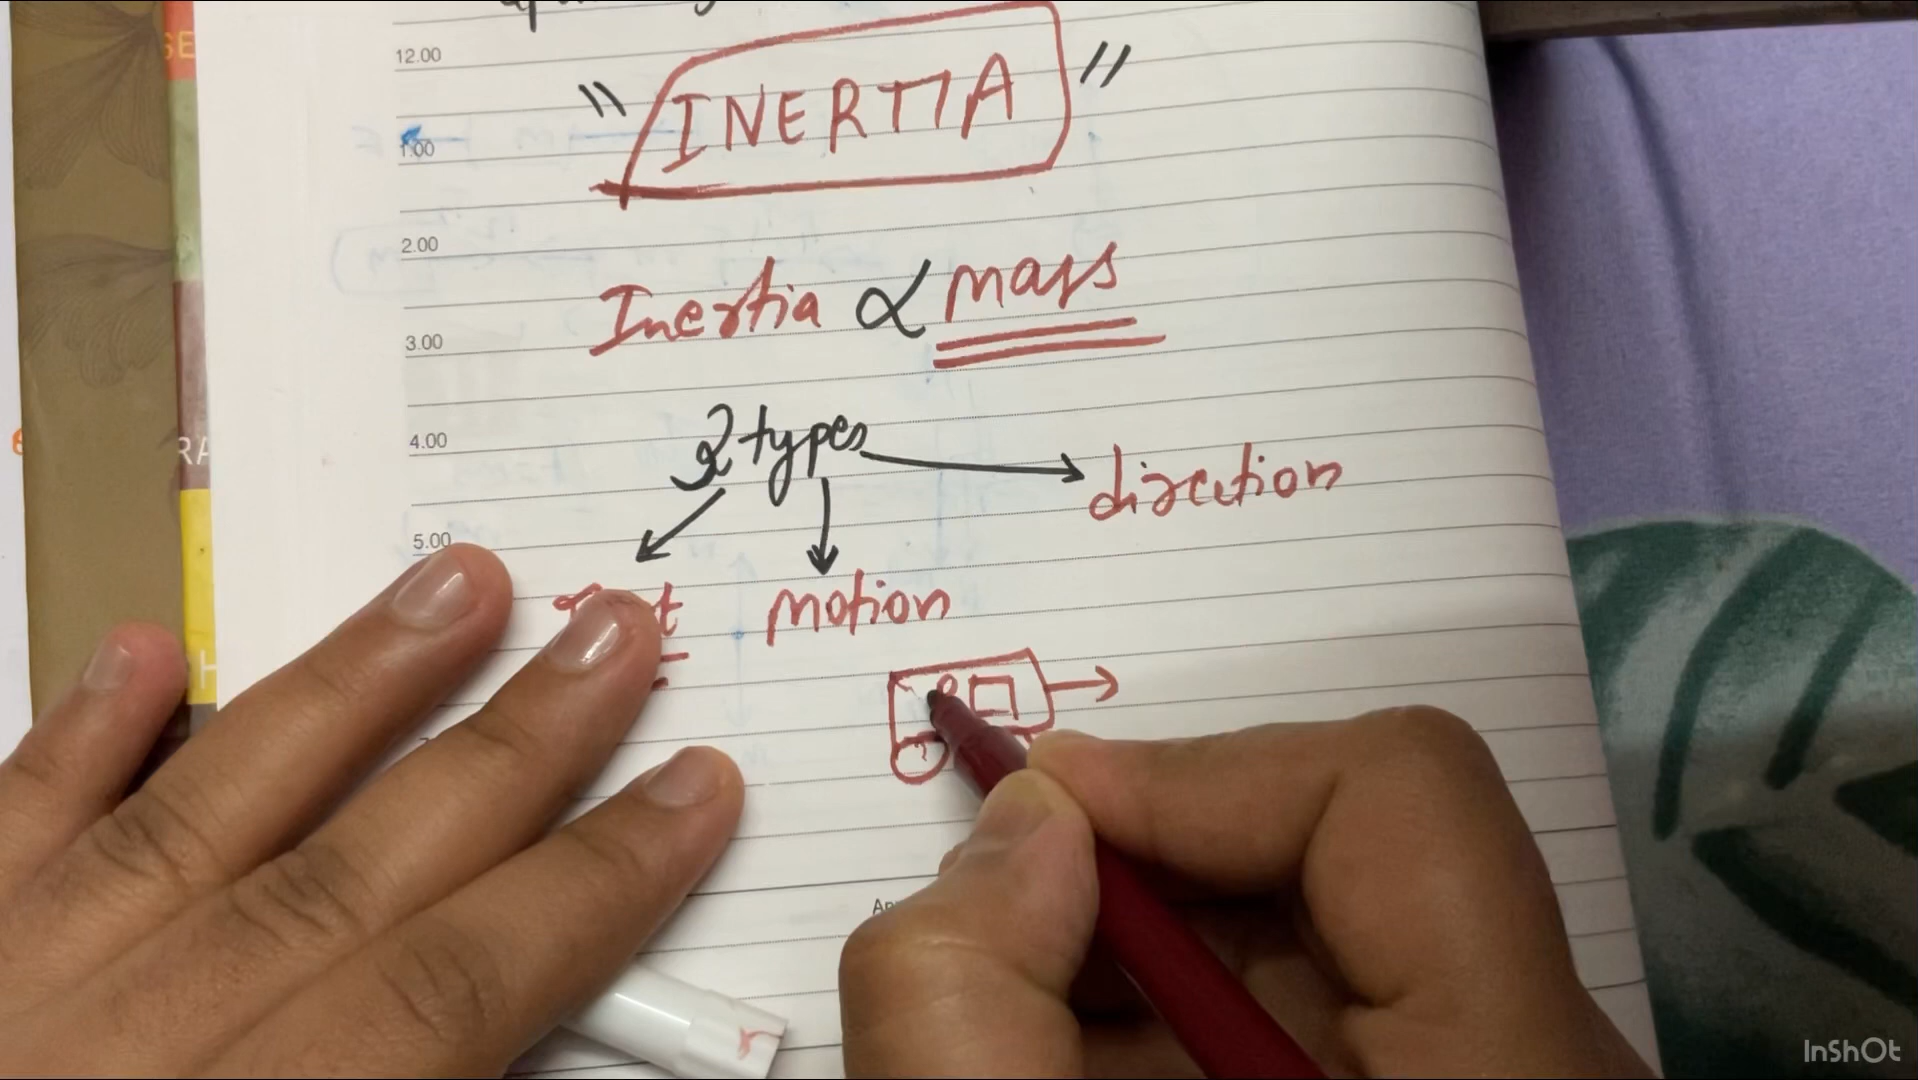 12.00
" INERTIA "
1.00
2.00
Inertia ∝ mass
3.00
4.00
2 types
direction
5.00
motion
InShOt